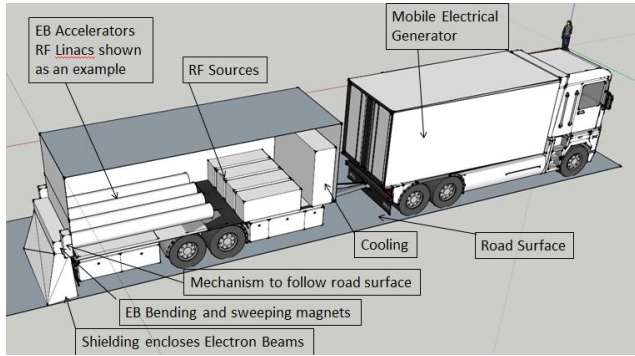 EB Accelerators
RF Linacs shown
as an example
RF Sources
Mobile Electrical
Generator
Cooling
Road Surface
Mechanism to follow road surface
EB Bending and sweeping magnets
Shielding encloses Electron Beams